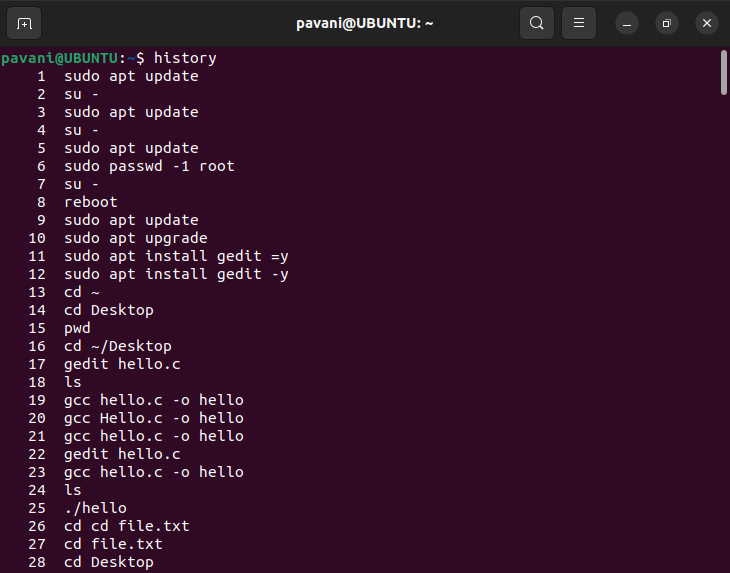 pavani@UBUNTU: ~
pavani@UBUNTU:~$ history
1 sudo apt update
2 su -
3 sudo apt update
4 su -
5 sudo apt update
6 sudo passwd -1 root
7 su -
8 reboot
9 sudo apt update
10 sudo apt upgrade
11 sudo apt install gedit =y
12 sudo apt install gedit -y
13 cd ~
14 cd Desktop
15 pwd
16 cd ~/Desktop
17 gedit hello.c
18 ls
19 gcc hello.c -o hello
20 gcc Hello.c -o hello
21 gcc hello.c -o hello
22 gedit hello.c
23 gcc hello.c -o hello
24 ls
25 ./hello
26 cd cd file.txt
27 cd file.txt
28 cd Desktop